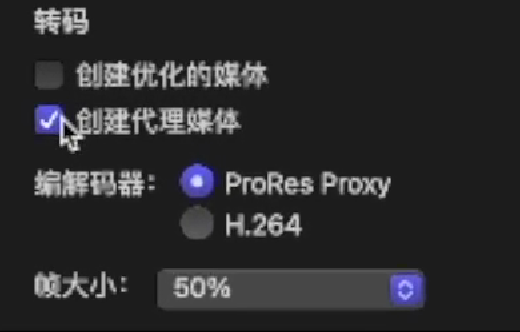 转码
创建优化的媒体
创建代理媒体
编解码器： ProRes Proxy
H.264
帧大小： 50%